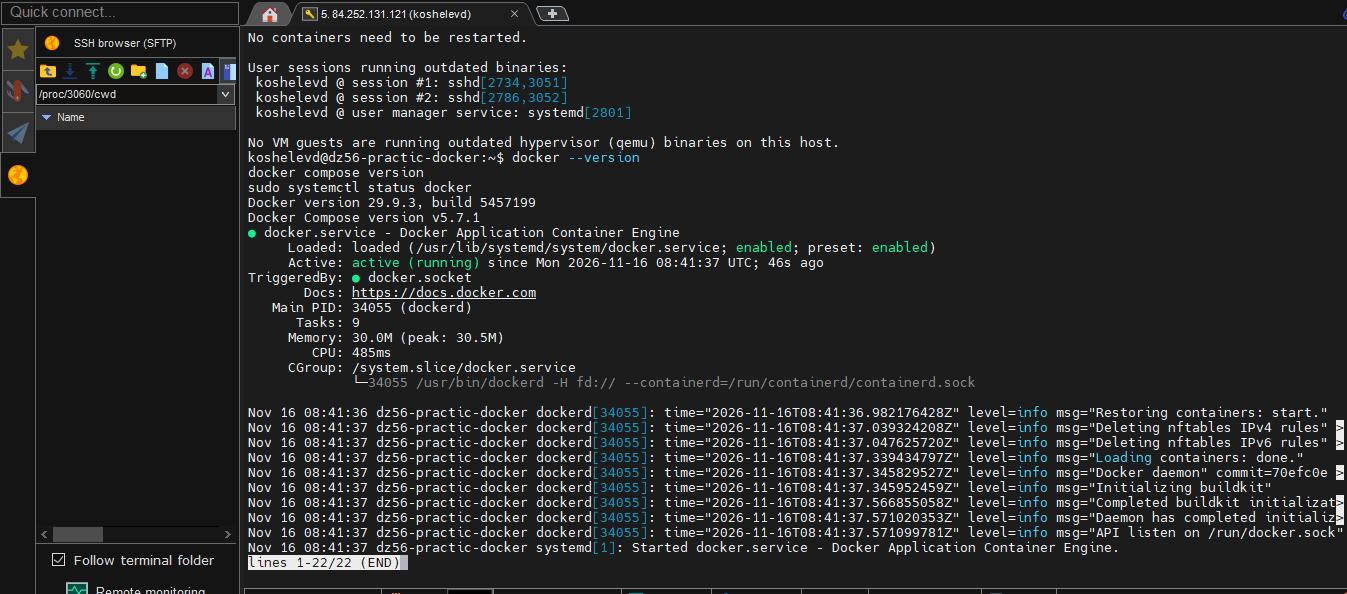 Quick connect...
5. 84.252.131.121 (koshelevd)
SSH browser (SFTP)
/proc/3060/cwd
Name
Follow terminal folder
Remote monitoring
No containers need to be restarted.
User sessions running outdated binaries:
koshelevd @ session #1: sshd[2734,3051]
koshelevd @ session #2: sshd[2786,3052]
koshelevd @ user manager service: systemd[2801]
No VM guests are running outdated hypervisor (qemu) binaries on this host.
koshelevd@dz56-practic-docker:~$ docker --version
docker compose version
sudo systemctl status docker
Docker version 29.9.3, build 5457199
Docker Compose version v5.7.1
● docker.service - Docker Application Container Engine
Loaded: loaded (/usr/lib/systemd/system/docker.service; enabled; preset: enabled)
Active: active (running) since Mon 2026-11-16 08:41:37 UTC; 46s ago
TriggeredBy: ● docker.socket
Docs: https://docs.docker.com
Main PID: 34055 (dockerd)
Tasks: 9
Memory: 30.0M (peak: 30.5M)
CPU: 485ms
CGroup: /system.slice/docker.service
└─34055 /usr/bin/dockerd -H fd:// --containerd=/run/containerd/containerd.sock
Nov 16 08:41:36 dz56-practic-docker dockerd[34055]: time="2026-11-16T08:41:36.982176428Z" level=info msg="Restoring containers: start."
Nov 16 08:41:37 dz56-practic-docker dockerd[34055]: time="2026-11-16T08:41:37.039324208Z" level=info msg="Deleting nftables IPv4 rules" >
Nov 16 08:41:37 dz56-practic-docker dockerd[34055]: time="2026-11-16T08:41:37.047625720Z" level=info msg="Deleting nftables IPv6 rules" >
Nov 16 08:41:37 dz56-practic-docker dockerd[34055]: time="2026-11-16T08:41:37.339434797Z" level=info msg="Loading containers: done."
Nov 16 08:41:37 dz56-practic-docker dockerd[34055]: time="2026-11-16T08:41:37.345829527Z" level=info msg="Docker daemon" commit=70efc0e >
Nov 16 08:41:37 dz56-practic-docker dockerd[34055]: time="2026-11-16T08:41:37.345952459Z" level=info msg="Initializing buildkit"
Nov 16 08:41:37 dz56-practic-docker dockerd[34055]: time="2026-11-16T08:41:37.566855058Z" level=info msg="Completed buildkit initializat>
Nov 16 08:41:37 dz56-practic-docker dockerd[34055]: time="2026-11-16T08:41:37.571020353Z" level=info msg="Daemon has completed initializ>
Nov 16 08:41:37 dz56-practic-docker dockerd[34055]: time="2026-11-16T08:41:37.571099781Z" level=info msg="API listen on /run/docker.sock"
Nov 16 08:41:37 dz56-practic-docker systemd[1]: Started docker.service - Docker Application Container Engine.
lines 1-22/22 (END)